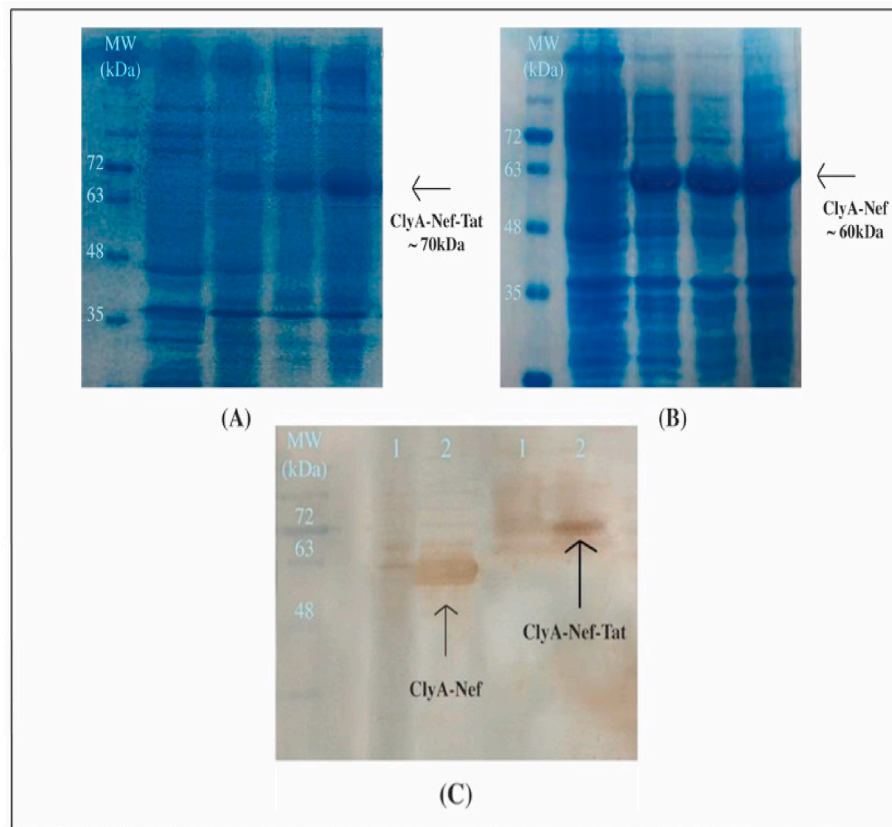 MW
(kDa)
72
63
48
35
ClyA-Nef-Tat
~ 70kDa
(A)
MW
(kDa)
72
63
48
35
ClyA-Nef
~ 60kDa
(B)
MW
(kDa)
1 2 1 2
72
63
48
ClyA-Nef
ClyA-Nef-Tat
(C)